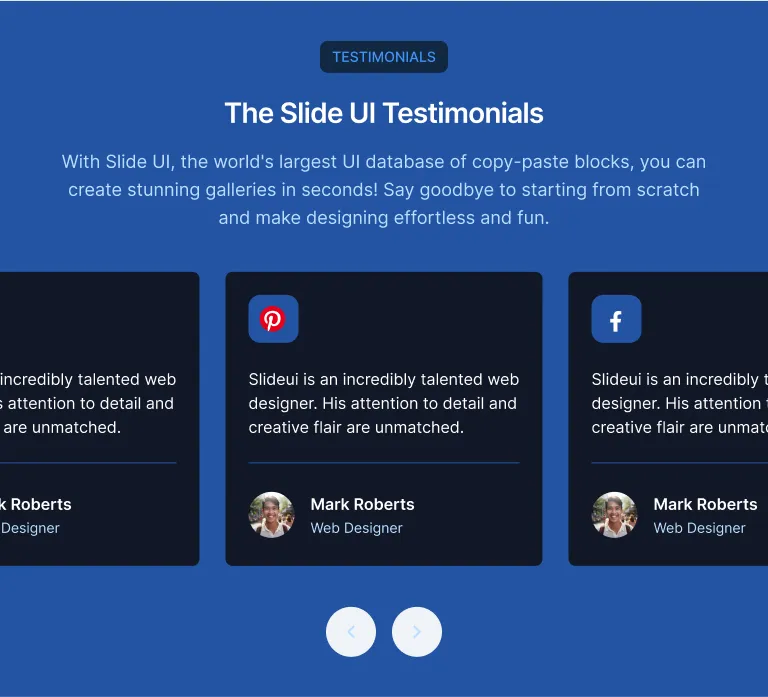 TESTIMONIALS
The Slide UI Testimonials
With Slide UI, the world's largest UI database of copy-paste blocks, you can
create stunning galleries in seconds! Say goodbye to starting from scratch
and make designing effortless and fun.
incredibly talented web
attention to detail and
are unmatched.
Roberts
Designer
Slideui is an incredibly talented web
designer. His attention to detail and
creative flair are unmatched.
Mark Roberts
Web Designer
Slideui is an incredibly
designer. His attention
creative flair are
Mark Roberts
Web Designer